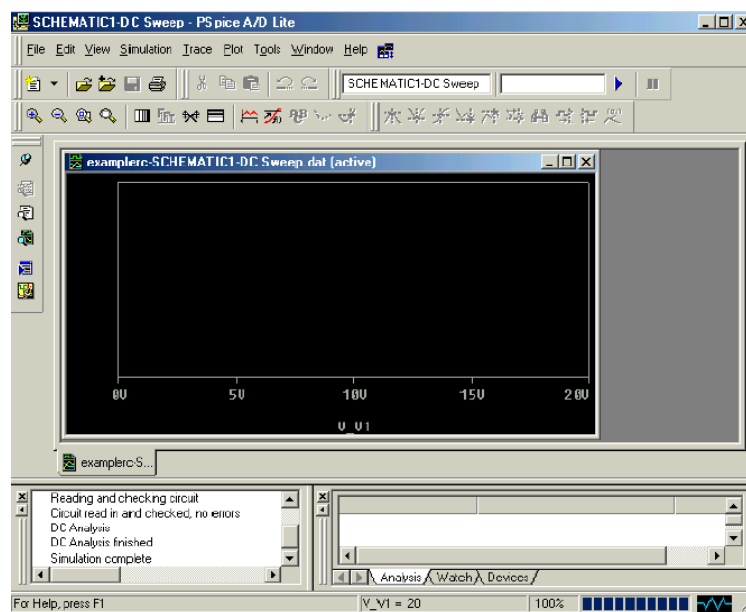 SCHEMATIC1-DC Sweep - PSpice A/D Lite
File Edit View Simulation Trace Plot Tools Window Help
SCHEMATIC1-DC Sweep
examplerc-SCHEMATIC1-DC Sweep.dat (active)
0V 5V 10V 15V 20V
V_V1
examplerc-S...
Reading and checking circuit
Circuit read in and checked, no errors
DC Analysis
DC Analysis finished
Simulation complete
Analysis Watch Devices
For Help, press F1 V_V1 = 20 100%